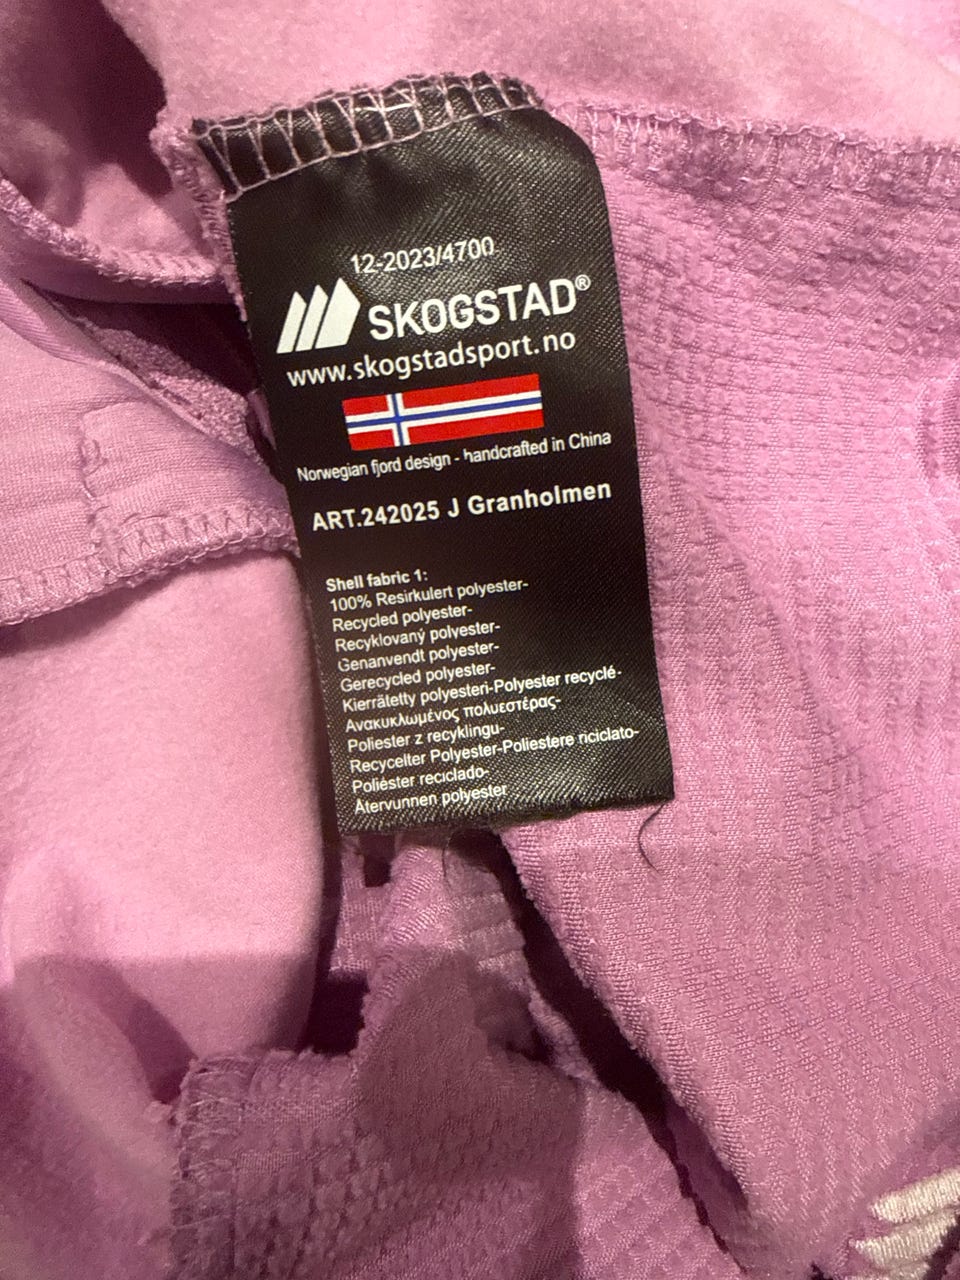 12-2023/4700
SKOGSTAD®
www.skogstadsport.no
Norwegian fjord design - handcrafted in China
ART.242025 J Granholmen
Shell fabric 1:
100% Resirkulert polyester-
Recycled polyester-
Recyklovaný polyester-
Genanvendt polyester-
Gerecycled polyester-
Kierrätetty polyesteri-Polyester recyclé-
Ανακυκλωμένος πολυεστέρας-
Poliester z recyklingu-
Recycelter Polyester-Poliestere riciclato-
Poliéster reciclado-
Återvunnen polyester